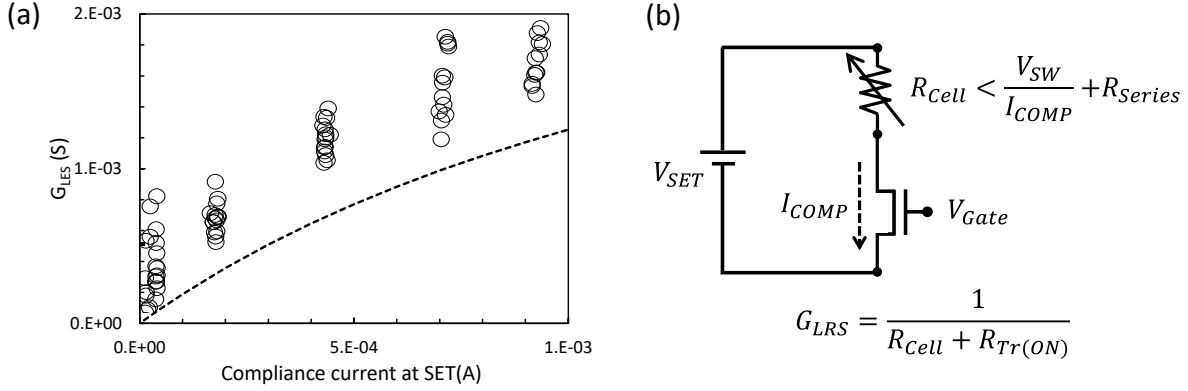 (a)
2.E-03
1.E-03
0.E+00
G_LES (S)
0.E+00
5.E-04
1.E-03
Compliance current at SET(A)
(b)
R_Cell < V_SW / I_COMP + R_Series
V_SET
I_COMP
V_Gate
G_LRS = 1 / (R_Cell + R_Tr(ON))